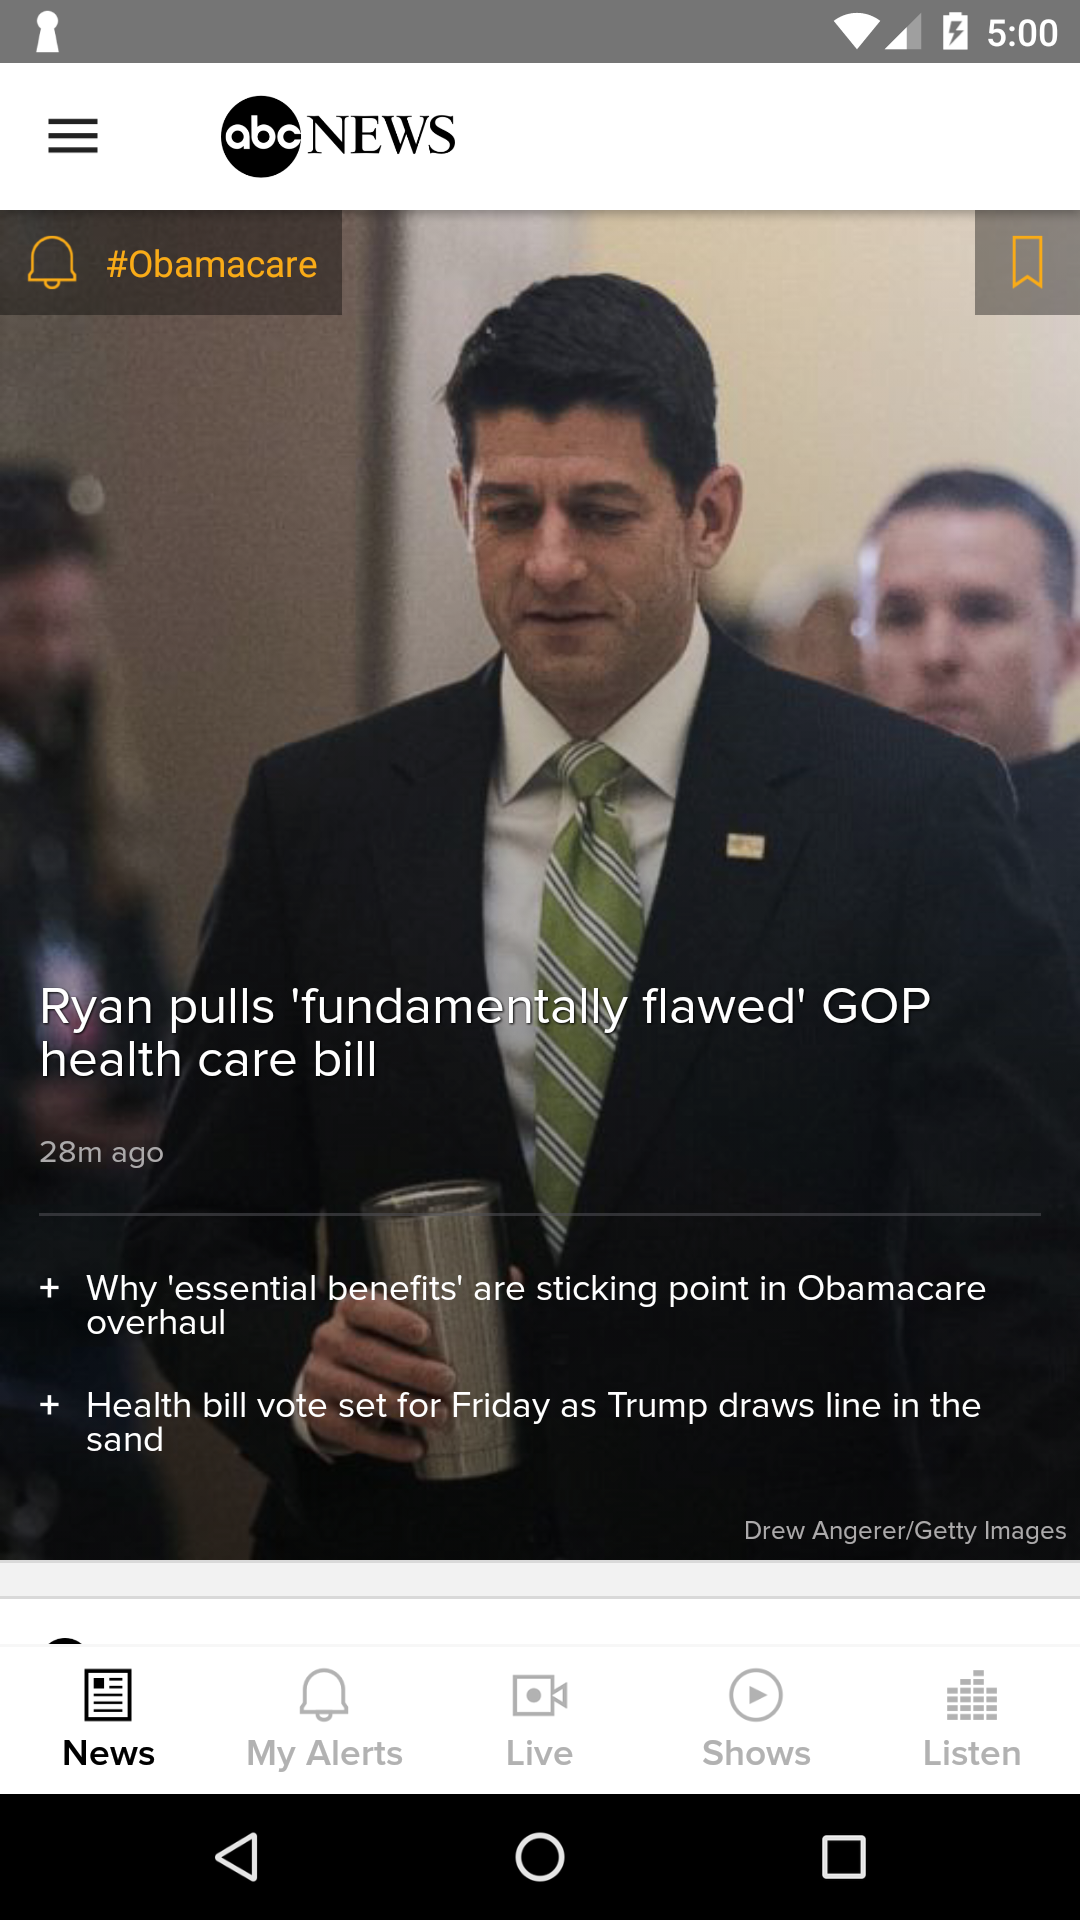 5:00
abc NEWS
#Obamacare
Ryan pulls 'fundamentally flawed' GOP
health care bill
28m ago
+ Why 'essential benefits' are sticking point in Obamacare
overhaul
+ Health bill vote set for Friday as Trump draws line in the
sand
Drew Angerer/Getty Images
News My Alerts Live Shows Listen